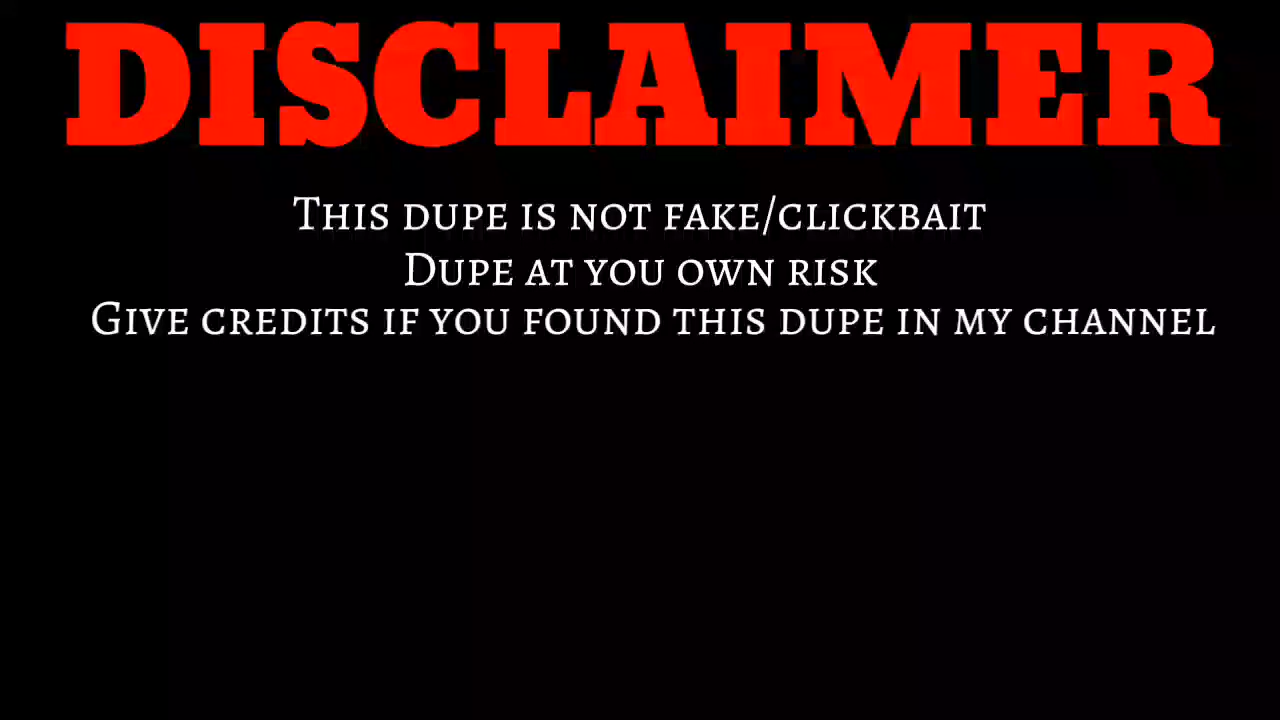 DISCLAIMER
This dupe is not fake/clickbait
Dupe at you own risk
Give credits if you found this dupe in my channel